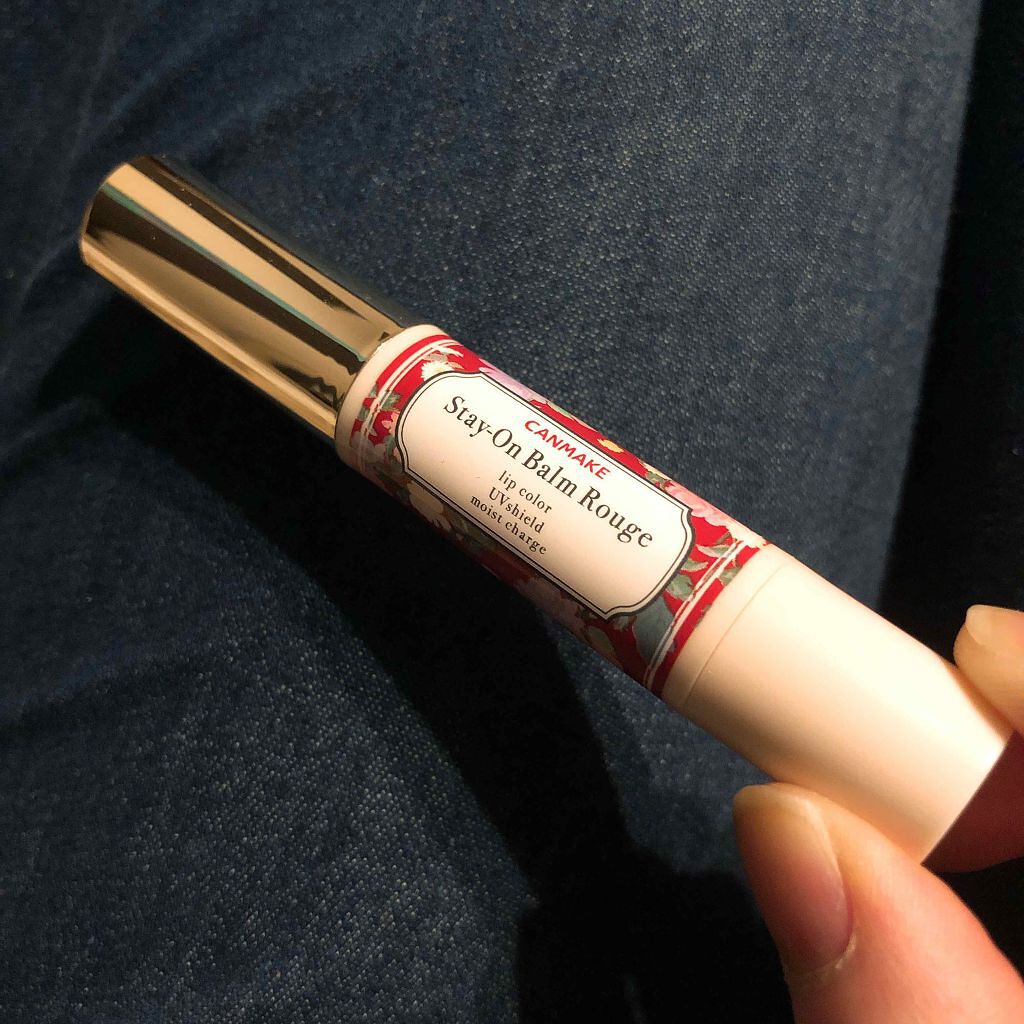 CANMAKE
Stay-On Balm Rouge
lip color
UVshield
moist charge